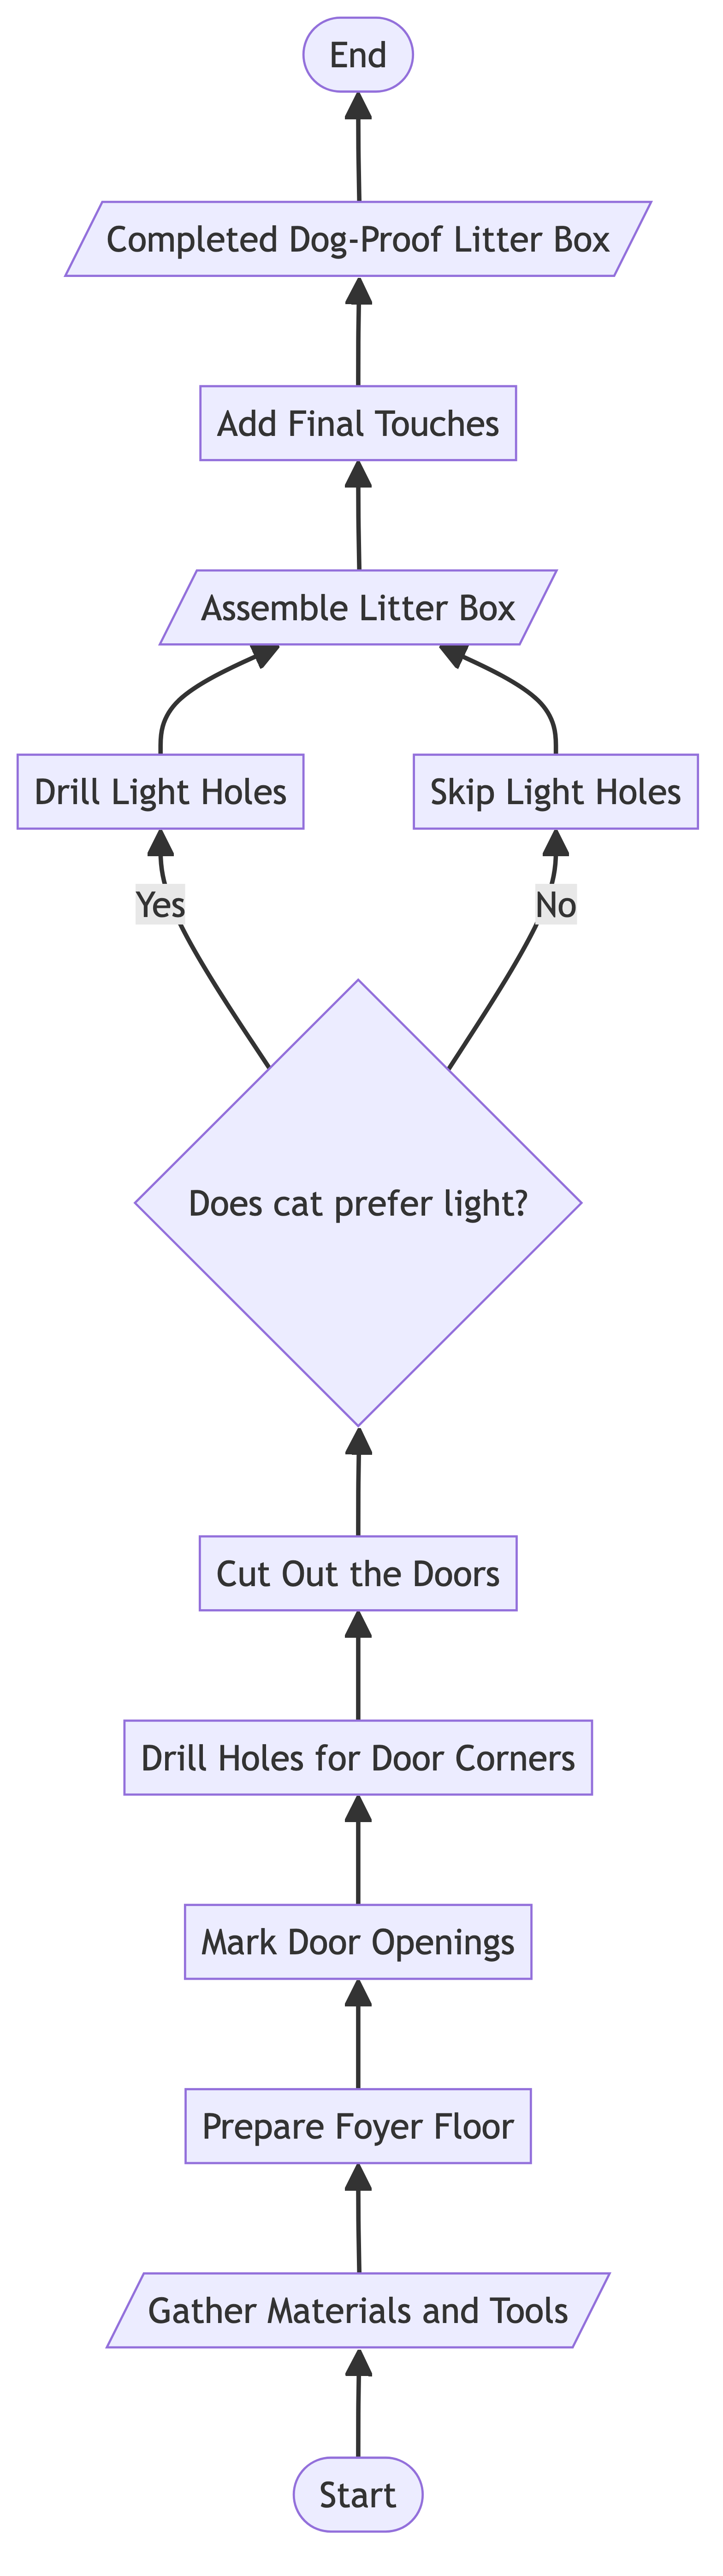 End
Completed Dog-Proof Litter Box
Add Final Touches
Assemble Litter Box
Drill Light Holes
Skip Light Holes
Yes
No
Does cat prefer light?
Cut Out the Doors
Drill Holes for Door Corners
Mark Door Openings
Prepare Foyer Floor
Gather Materials and Tools
Start